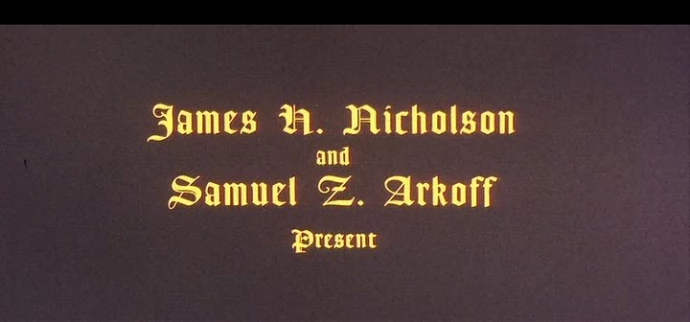 James H. Nicholson
and
Samuel Z. Arkoff
Present